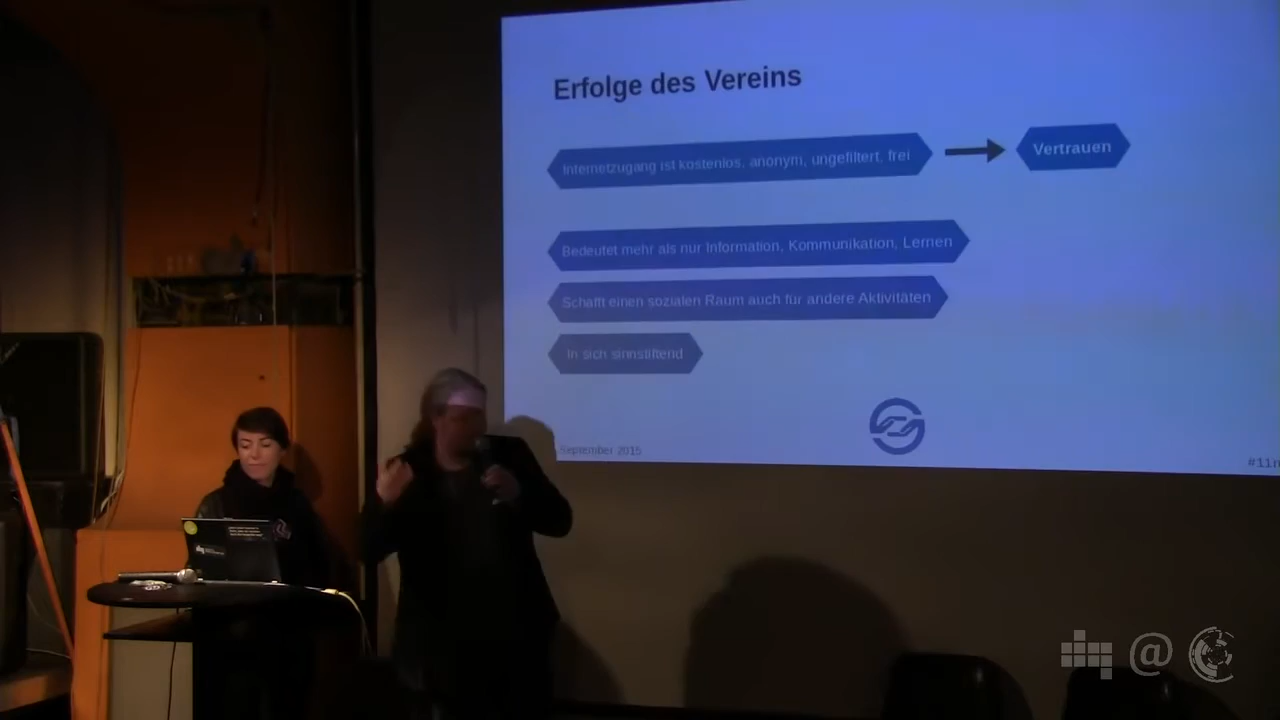 Erfolge des Vereins
Internetzugang ist kostenlos, anonym, ungefiltert, frei
Vertrauen
Bedeutet mehr als nur Information, Kommunikation, Lernen
Schafft einen sozialen Raum auch für andere Aktivitäten
In sich sinnstiftend
September 2015
@